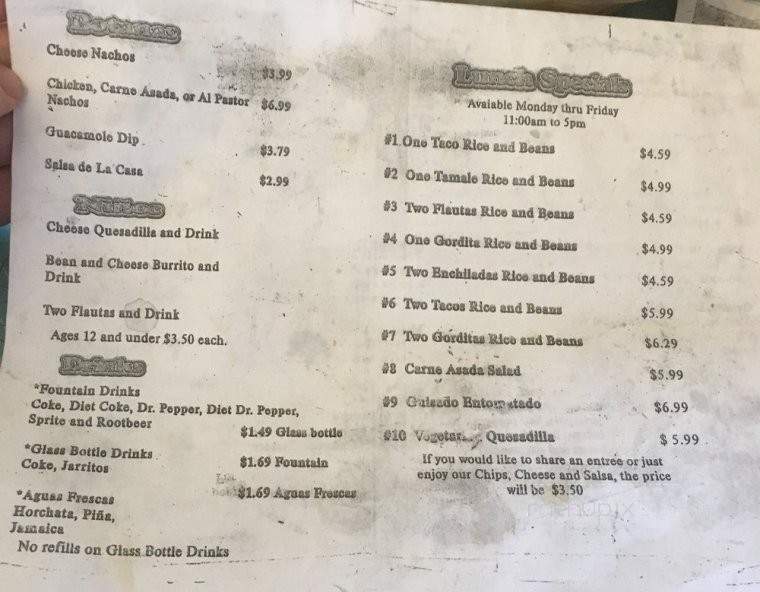 Botanas
Cheese Nachos
$3.99
Chicken, Carne Asada, or Al Pastor
Nachos $6.99
Guacamole Dip
$3.79
Salsa de La Casa
$2.99
Niños
Cheese Quesadilla and Drink
Bean and Cheese Burrito and
Drink
Two Flautas and Drink
Ages 12 and under $3.50 each.
Drinks
*Fountain Drinks
Coke, Diet Coke, Dr. Pepper, Diet Dr. Pepper,
Sprite and Rootbeer
$1.49 Glass bottle
*Glass Bottle Drinks
Coke, Jarritos
$1.69 Fountain
*Aguas Frescas
$1.69 Aguas Frescas
Horchata, Piña,
Jamaica
No refills on Glass Bottle Drinks
Lunch Specials
Avaiable Monday thru Friday
11:00am to 5pm
#1 One Taco Rice and Beans $4.59
#2 One Tamale Rice and Beans $4.99
#3 Two Flautas Rice and Beans $4.59
#4 One Gordita Rice and Beans $4.99
#5 Two Enchiladas Rice and Beans $4.59
#6 Two Tacos Rice and Beans $5.99
#7 Two Gorditas Rice and Beans $6.29
#8 Carne Asada Salad $5.99
#9 Guisado $6.99
#10 Quesadilla $ 5.99
If you would like to share an entrée or just
enjoy our Chips, Cheese and Salsa, the price
will be $3.50